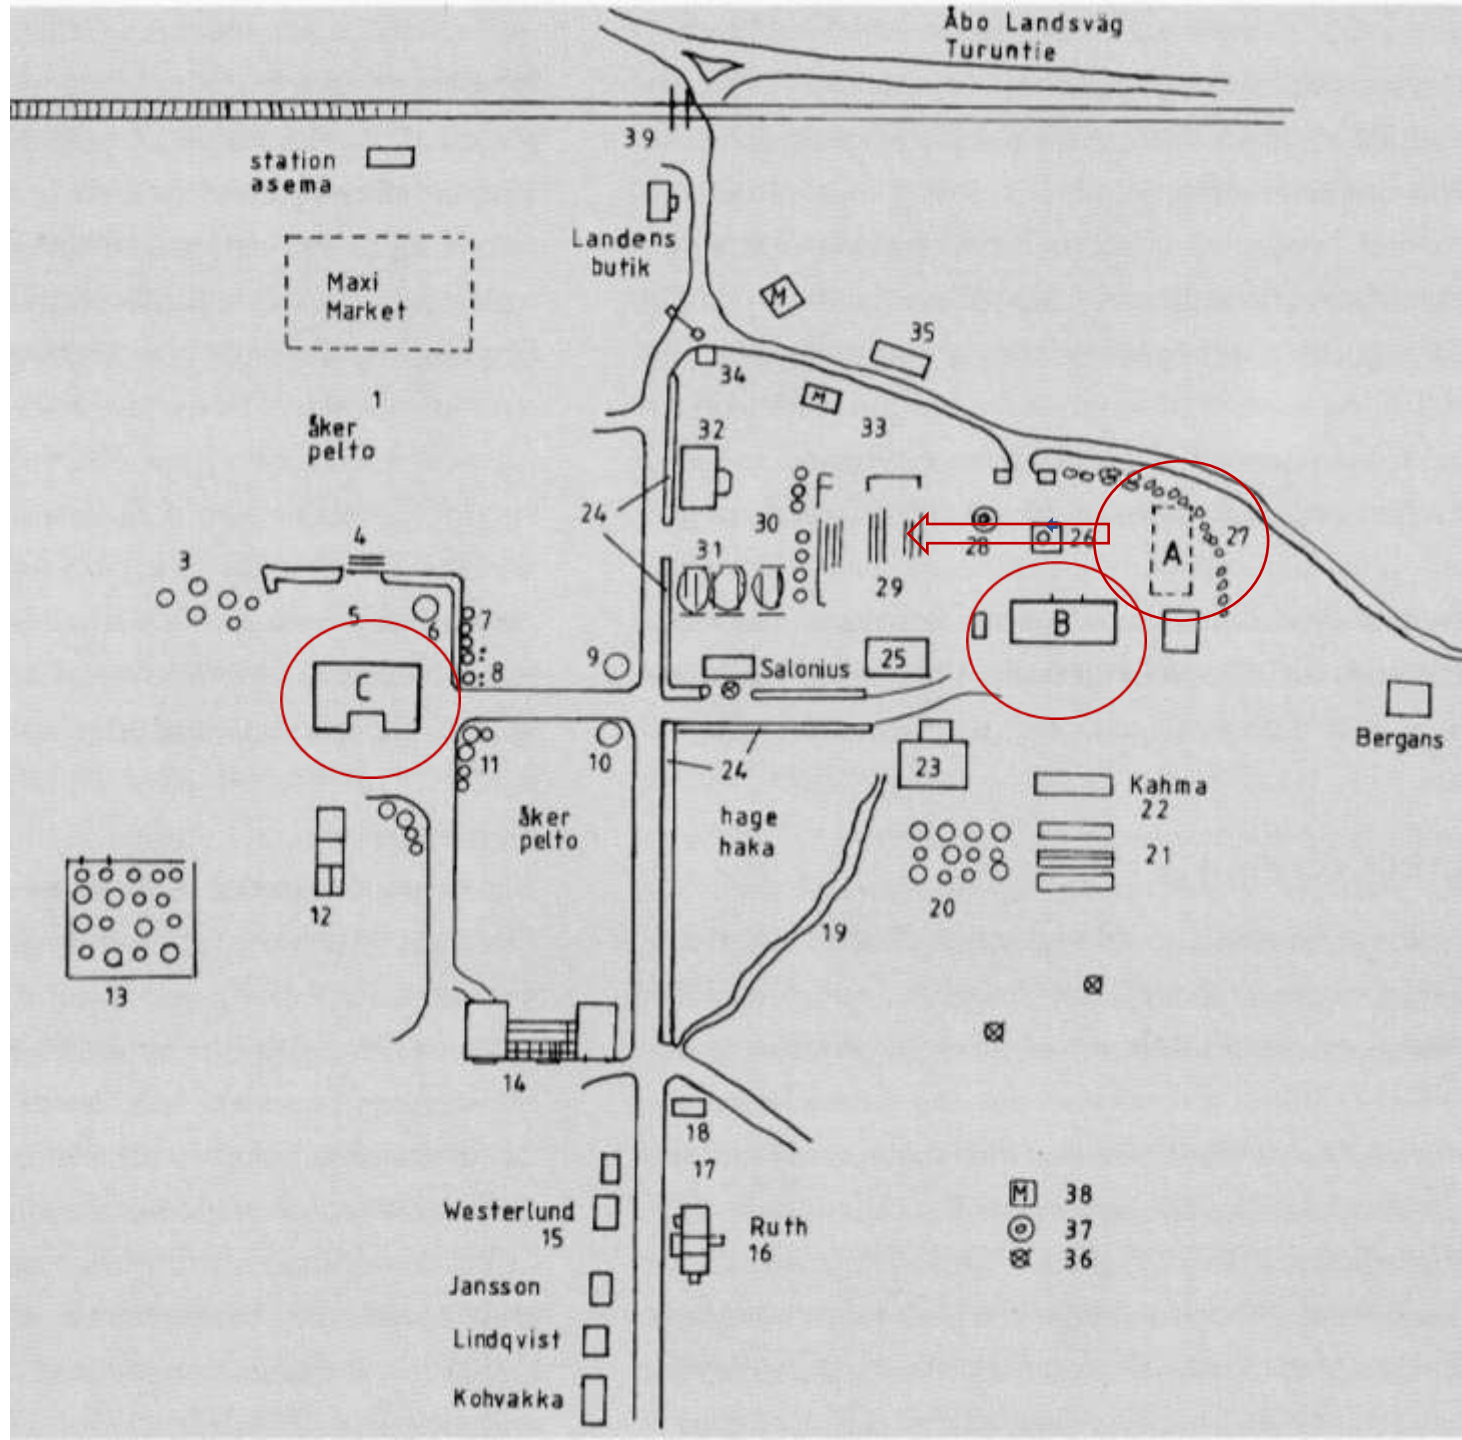 Åbo Landsväg
Turuntie
39
station
asema
Landens
butik
Maxi
Market
M
35
34
1
åker
pelto
M
33
32
24
30
A
27
4
3
28
26
31
29
5
6
7
B
8
9
Salonius
25
C
11
10
24
23
Bergans
Kahma
22
åker
pelto
hage
haka
21
12
20
19
13
14
18
17
M 38
Westerlund
15
Ruth
16
37
36
Jansson
Lindqvist
Kohvakka